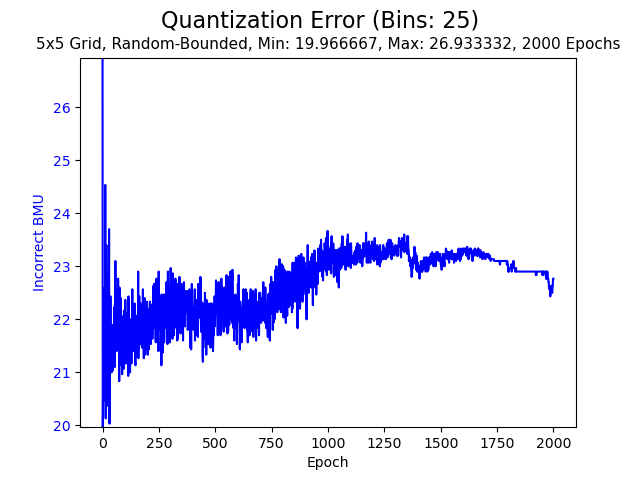 Quantization Error (Bins: 25)
5x5 Grid, Random-Bounded, Min: 19.966667, Max: 26.933332, 2000 Epochs
Incorrect BMU
26
25
24
23
22
21
20
0 250 500 750 1000 1250 1500 1750 2000
Epoch